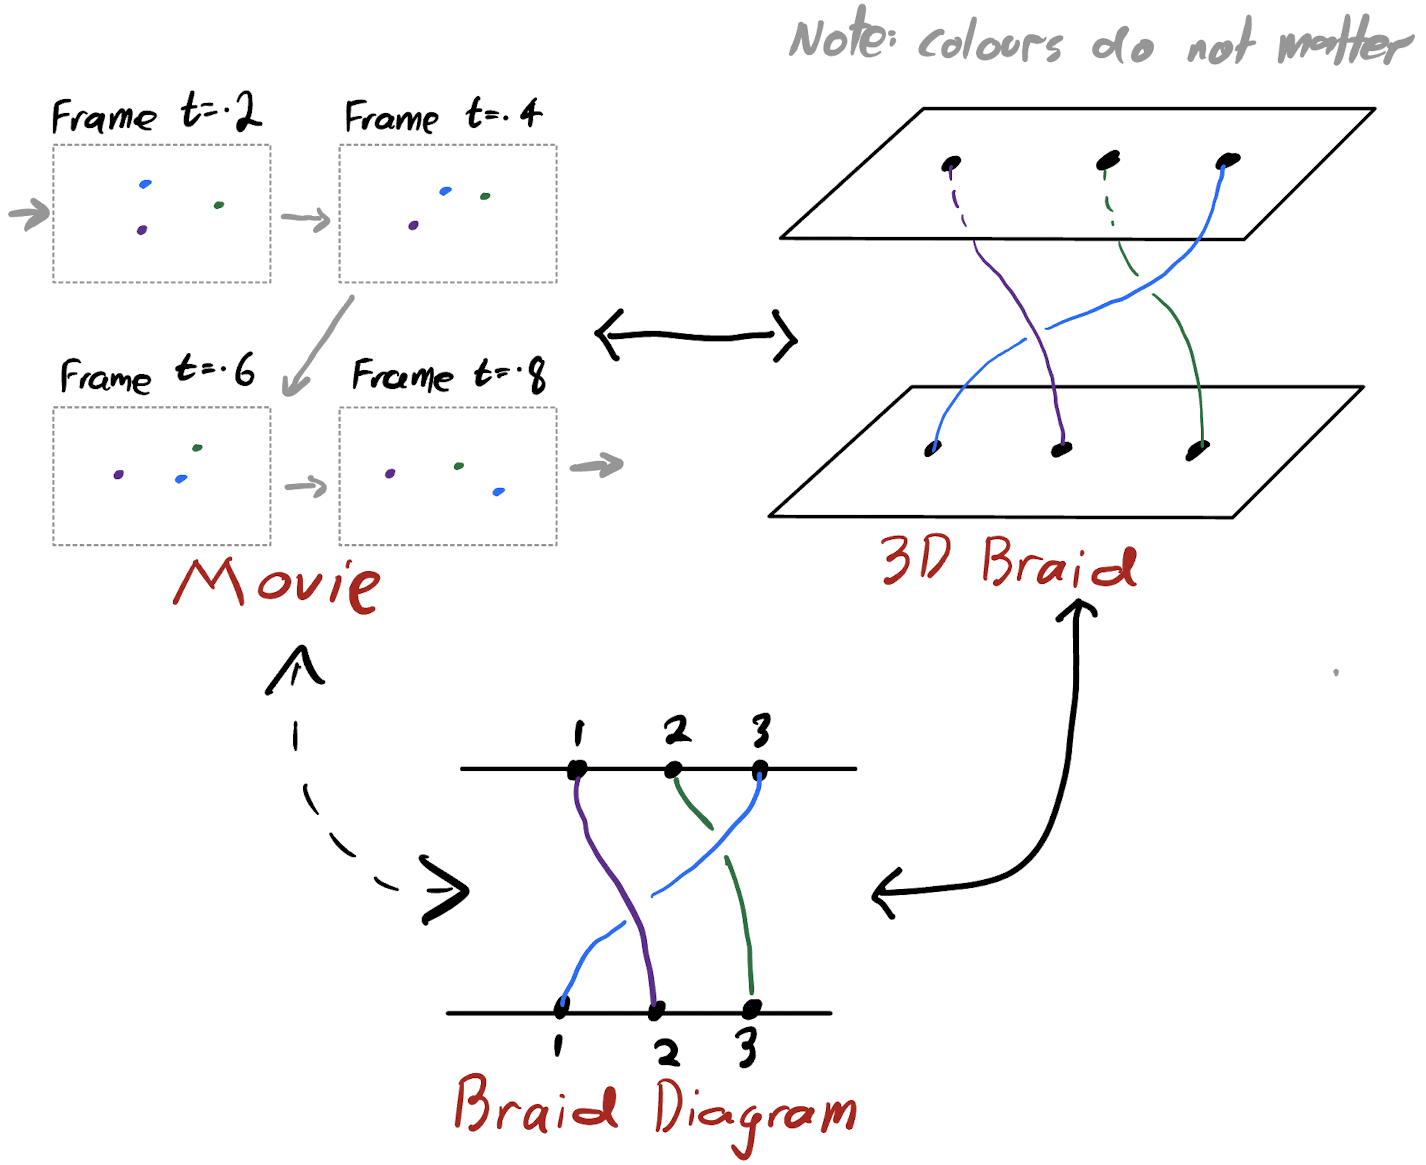 Note: colours do not matter
Frame t=.2
Frame t=.4
Frame t=.6
Frame t=.8
Movie
3D Braid
1 2 3
1 2 3
Braid Diagram